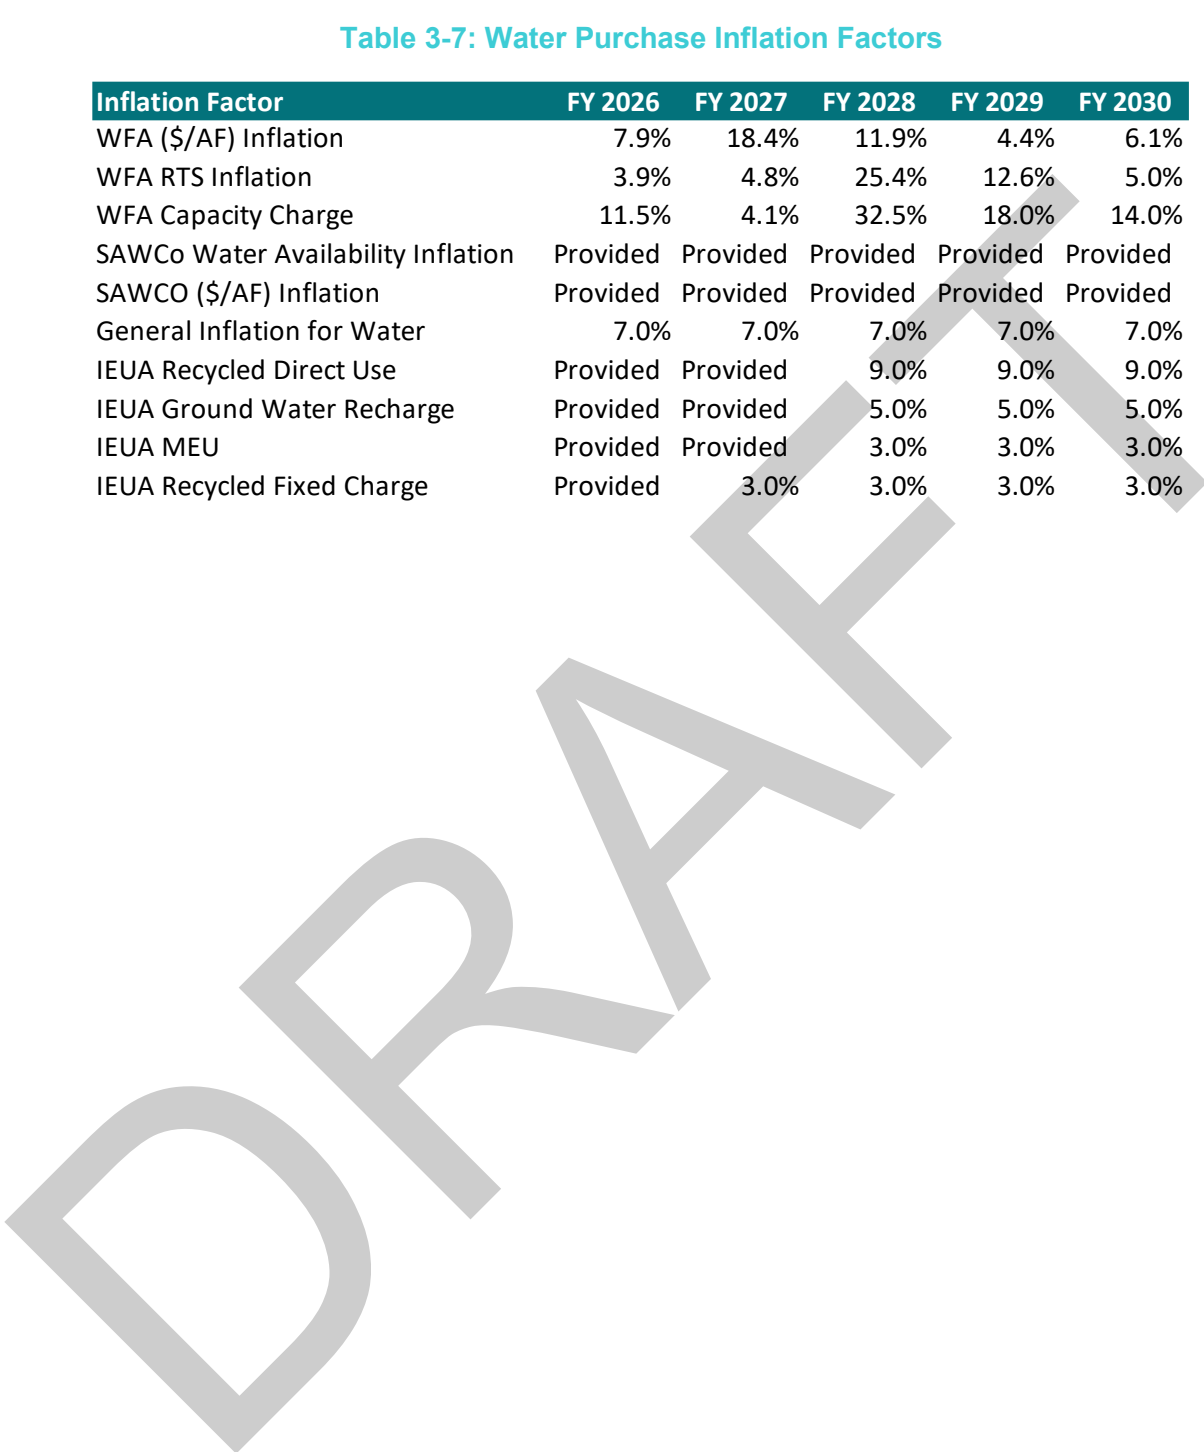 Table 3-7: Water Purchase Inflation Factors
Inflation Factor FY 2026 FY 2027 FY 2028 FY 2029 FY 2030
WFA ($/AF) Inflation 7.9% 18.4% 11.9% 4.4% 6.1%
WFA RTS Inflation 3.9% 4.8% 25.4% 12.6% 5.0%
WFA Capacity Charge 11.5% 4.1% 32.5% 18.0% 14.0%
SAWCo Water Availability Inflation Provided Provided Provided Provided Provided
SAWCO ($/AF) Inflation Provided Provided Provided Provided Provided
General Inflation for Water 7.0% 7.0% 7.0% 7.0% 7.0%
IEUA Recycled Direct Use Provided Provided 9.0% 9.0% 9.0%
IEUA Ground Water Recharge Provided Provided 5.0% 5.0% 5.0%
IEUA MEU Provided Provided 3.0% 3.0% 3.0%
IEUA Recycled Fixed Charge Provided 3.0% 3.0% 3.0% 3.0%
DRAFT